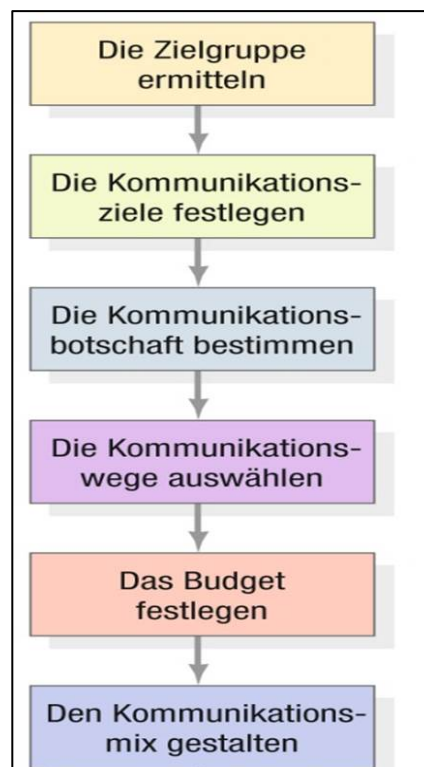 Die Zielgruppe
ermitteln
Die Kommunikations-
ziele festlegen
Die Kommunikations-
botschaft bestimmen
Die Kommunikations-
wege auswählen
Das Budget
festlegen
Den Kommunikations-
mix gestalten